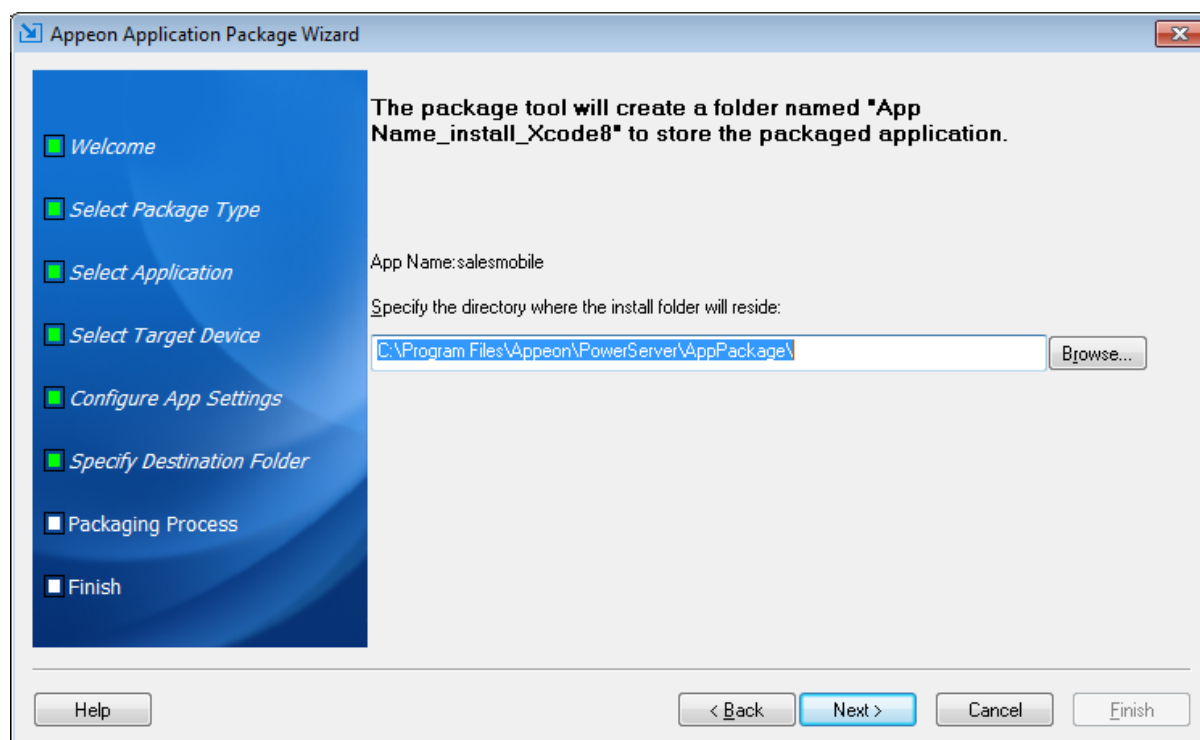 Appeon Application Package Wizard
Welcome
Select Package Type
Select Application
Select Target Device
Configure App Settings
Specify Destination Folder
Packaging Process
Finish
The package tool will create a folder named "App
Name_install_Xcode8" to store the packaged application.
App Name:salesmobile
Specify the directory where the install folder will reside:
C:\Program Files\Appeon\PowerServer\AppPackage\
Browse...
Help
< Back
Next >
Cancel
Finish